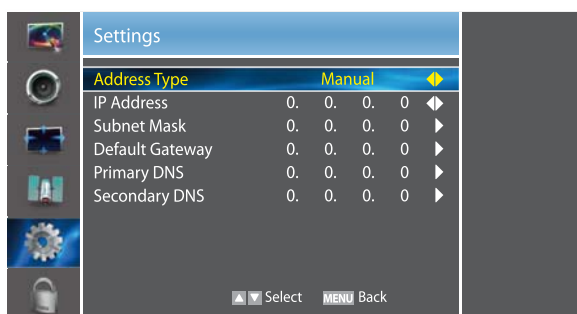 Settings
Address Type Manual
IP Address 0. 0. 0. 0
Subnet Mask 0. 0. 0. 0
Default Gateway 0. 0. 0. 0
Primary DNS 0. 0. 0. 0
Secondary DNS 0. 0. 0. 0
Select MENU Back